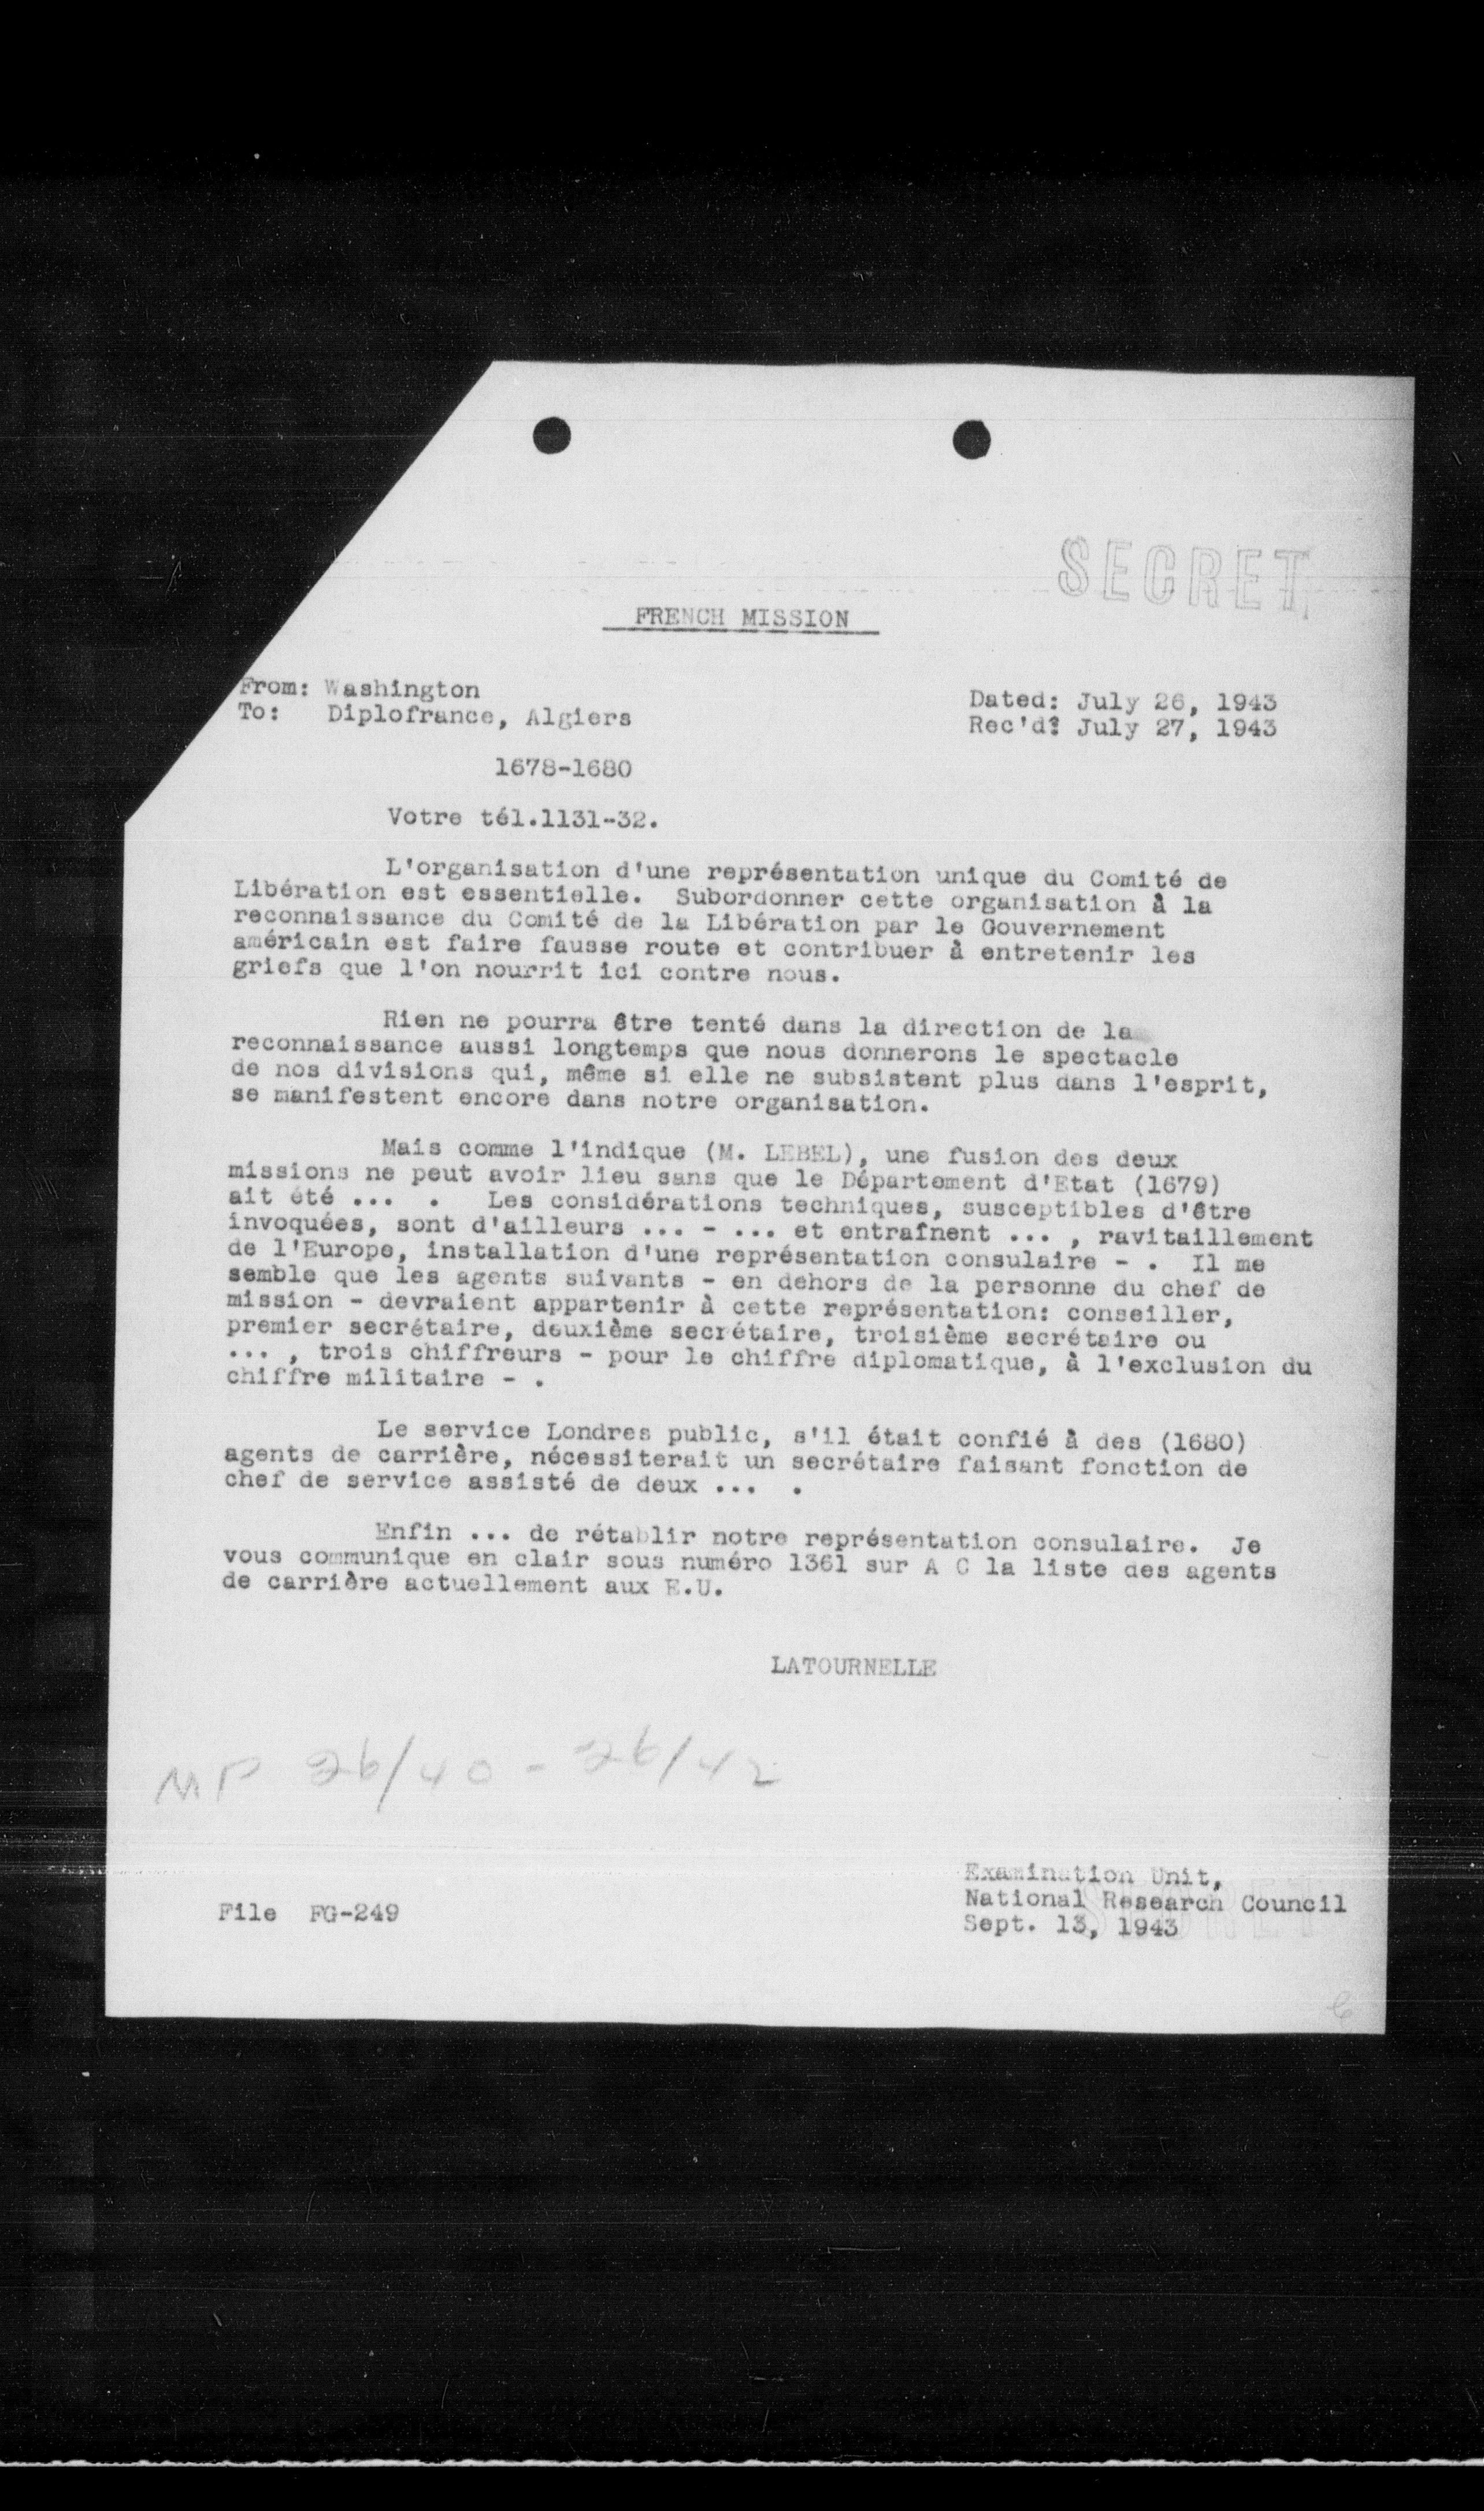 SECRET
FRENCH MISSION
From: Washington
To: Diplofrance, Algiers
Dated: July 26, 1943
Rec'd: July 27, 1943
1678-1680
Votre tél.1131-32.
L'organisation d'une représentation unique du Comité de
Libération est essentielle. Subordonner cette organisation à la
reconnaissance du Comité de la Libération par le Gouvernement
américain est faire fausse route et contribuer à entretenir les
griefs que l'on nourrit ici contre nous.
Rien ne pourra être tenté dans la direction de la
reconnaissance aussi longtemps que nous donnerons le spectacle
de nos divisions qui, même si elle ne subsistent plus dans l'esprit,
se manifestent encore dans notre organisation.
Mais comme l'indique (M. LEBEL), une fusion des deux
missions ne peut avoir lieu sans que le Département d'Etat (1679)
ait été ... . Les considérations techniques, susceptibles d'être
invoquées, sont d'ailleurs ... - ... et entraînent ... , ravitaillement
de l'Europe, installation d'une représentation consulaire - . Il me
semble que les agents suivants - en dehors de la personne du chef de
mission - devraient appartenir à cette représentation: conseiller,
premier secrétaire, deuxième secrétaire, troisième secrétaire ou
... , trois chiffreurs - pour le chiffre diplomatique, à l'exclusion du
chiffre militaire - .
Le service Londres public, s'il était confié à des (1680)
agents de carrière, nécessiterait un secrétaire faisant fonction de
chef de service assisté de deux ... .
Enfin ... de rétablir notre représentation consulaire. Je
vous communique en clair sous numéro 1361 sur A C la liste des agents
de carrière actuellement aux E.U.
LATOURNELLE
MP 26/40 - 26/42
Examination Unit,
National Research Council
Sept. 13, 1943
File FG-249